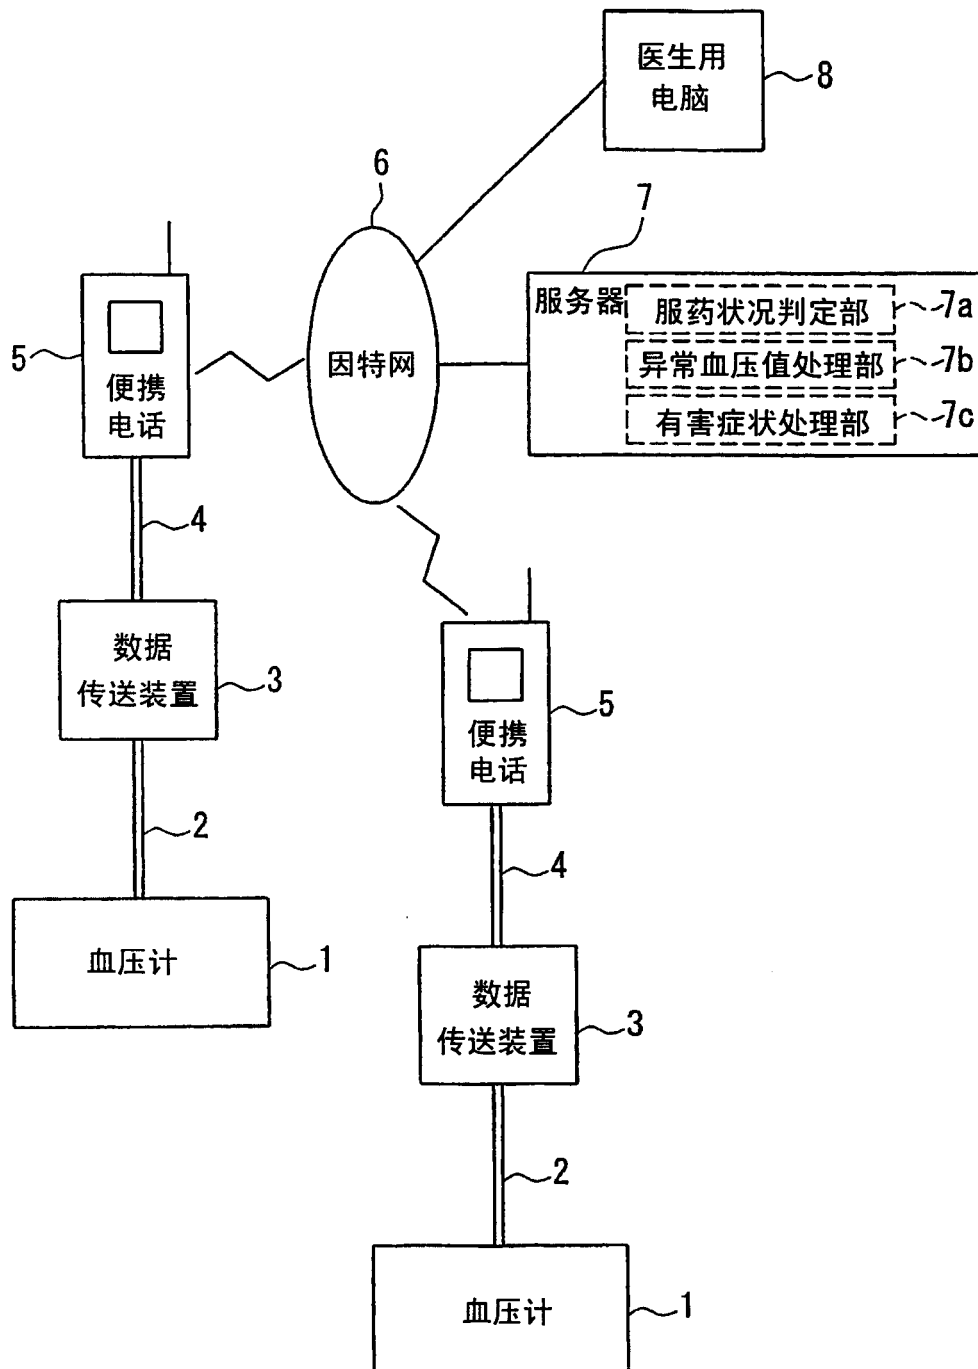 医生用
电脑
8
6
7
服务器
服药状况判定部
7a
异常血压值处理部
7b
有害症状处理部
7c
因特网
5
便携
电话
4
数据
传送装置
3
2
血压计
1
便携
电话
5
4
数据
传送装置
3
2
血压计
1